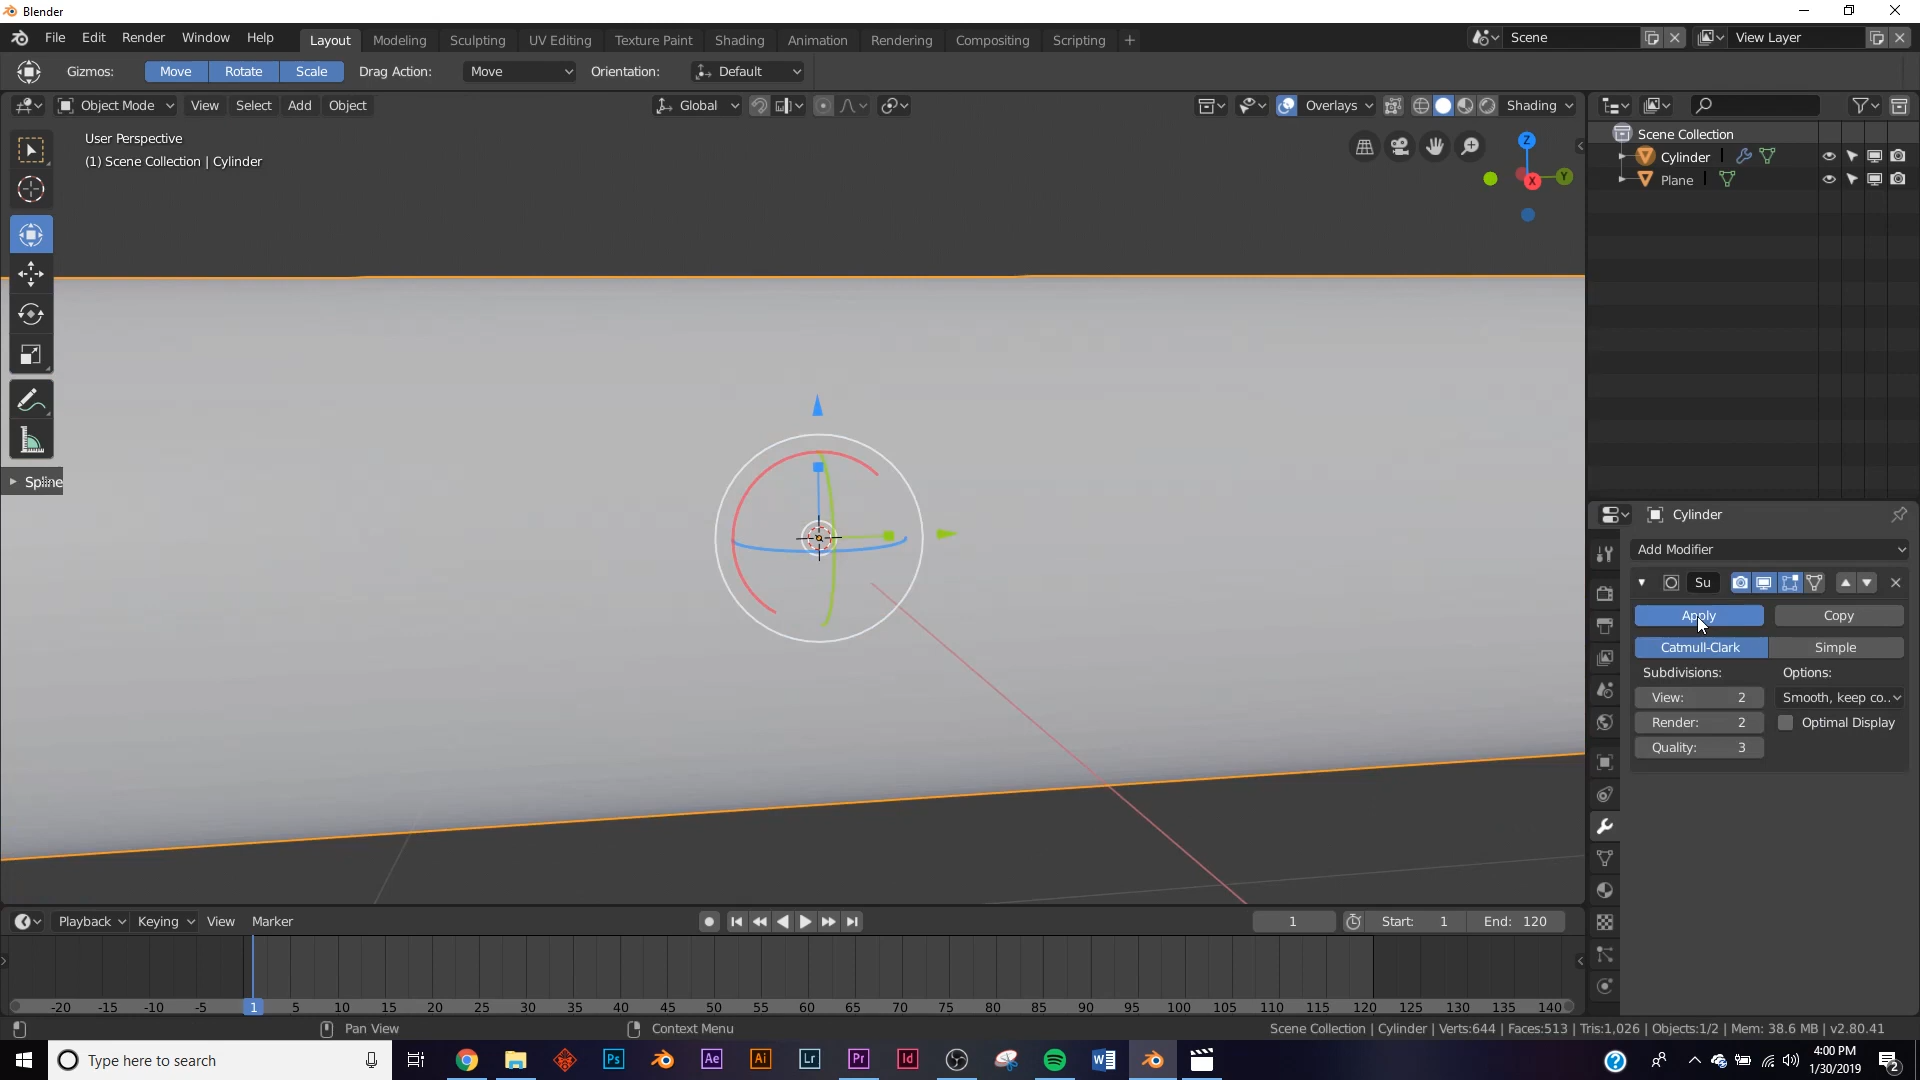 Blender
File Edit Render Window Help
Layout Modeling Sculpting UV Editing Texture Paint Shading Animation Rendering Compositing Scripting +
Scene
View Layer
Gizmos: Move Rotate Scale Drag Action: Move Orientation: Default
Object Mode View Select Add Object
Global
Overlays
Shading
User Perspective
(1) Scene Collection | Cylinder
Z
Y
X
Scene Collection
Cylinder
Plane
Cylinder
Add Modifier
Su
Apply Copy
Catmull-Clark Simple
Subdivisions: Options:
View: 2 Smooth, keep co..
Render: 2 Optimal Display
Quality: 3
Playback Keying View Marker
1 Start: 1 End: 120
-20 -15 -10 -5 1 5 10 15 20 25 30 35 40 45 50 55 60 65 70 75 80 85 90 95 100 105 110 115 120 125 130 135 140
Pan View
Context Menu
Scene Collection | Cylinder | Verts:644 | Faces:513 | Tris:1,026 | Objects:1/2 | Mem: 38.6 MB | v2.80.41
Type here to search
Ps Ae Ai Lr Pr Id
4:00 PM
1/30/2019
2